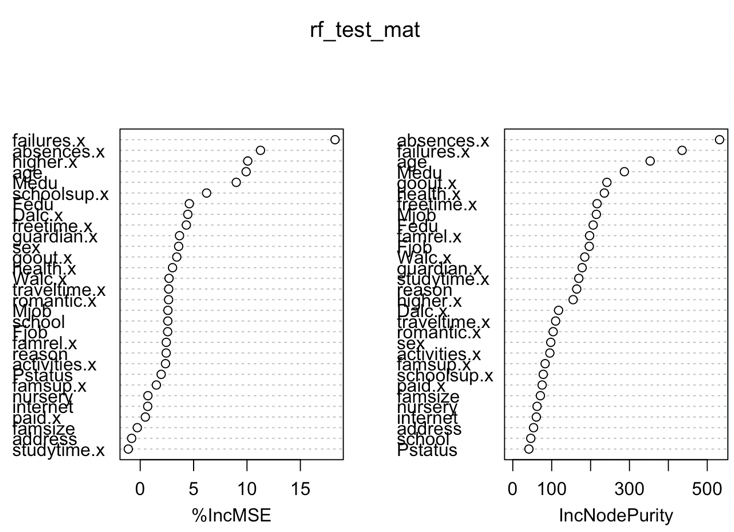 rf_test_mat
failures.x
absences.x
higher.x
age
Medu
schoolsup.x
Fedu
Dalc.x
freetime.x
guardian.x
sex
goout.x
health.x
Walc.x
traveltime.x
romantic.x
Mjob
school
Fjob
famrel.x
reason
activities.x
Pstatus
famsup.x
nursery
internet
paid.x
famsize
address
studytime.x
0 5 10 15
%IncMSE
absences.x
failures.x
age
Medu
goout.x
health.x
freetime.x
Mjob
Fedu
famrel.x
Fjob
Walc.x
guardian.x
studytime.x
reason
higher.x
Dalc.x
traveltime.x
romantic.x
sex
activities.x
famsup.x
schoolsup.x
paid.x
famsize
nursery
internet
address
school
Pstatus
0 100 300 500
IncNodePurity